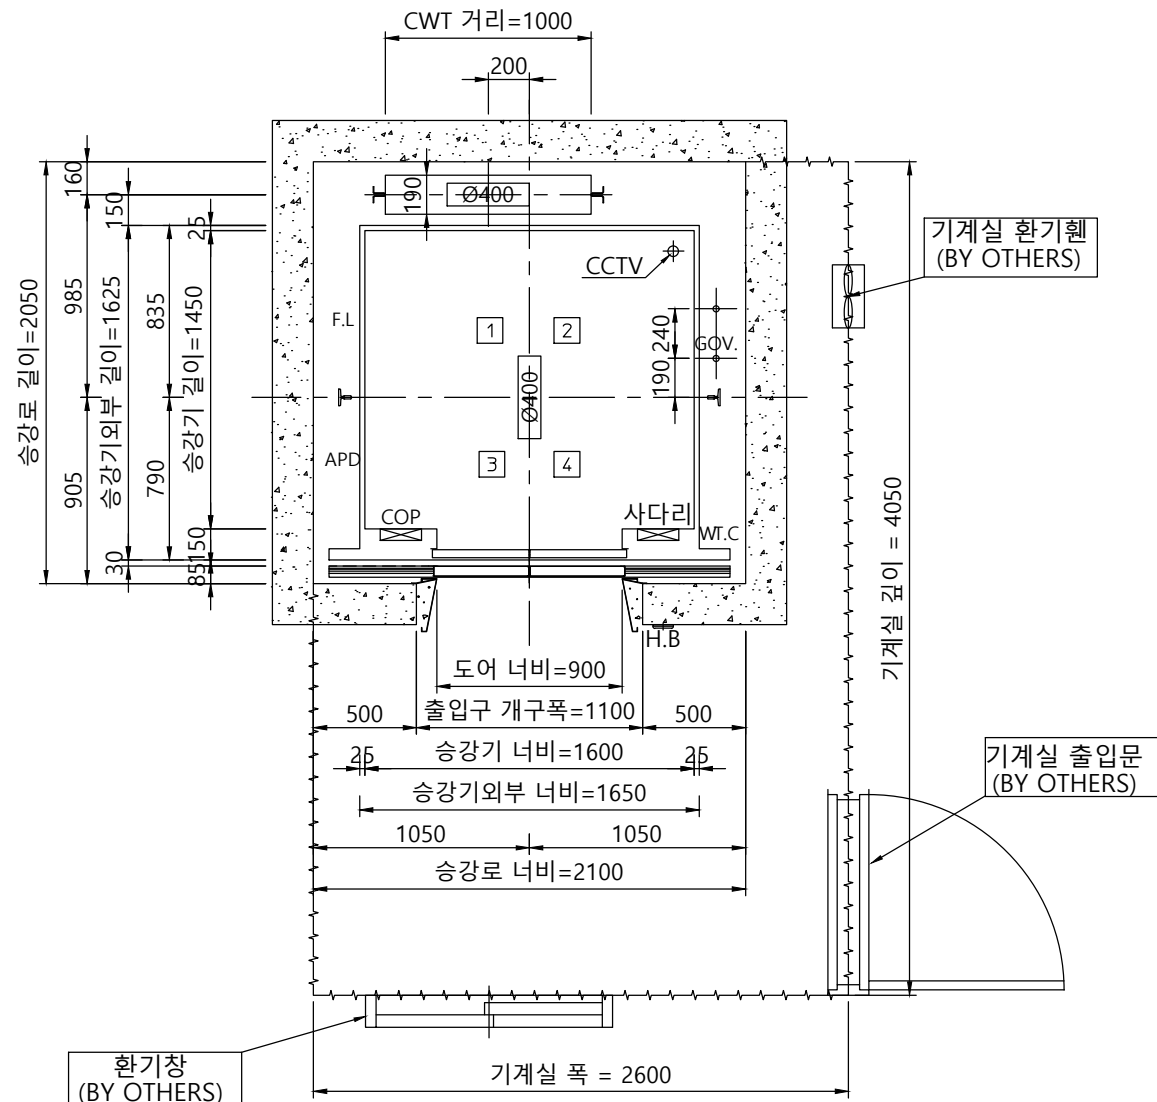 CWT 거리=1000
200
160
150
25
190
Ø400
기계실 환기휀
(BY OTHERS)
CCTV
승강로 길이=2050
985
승강기외부 길이=1625
835
승강기 길이=1450
F.L
1
2
240
GOV.
190
Ø400
905
790
APD
3
4
COP
사다리
WT.C
150
30
85
H.B
기계실 깊이 = 4050
도어 너비=900
500
출입구 개구폭=1100
500
25
승강기 너비=1600
25
승강기외부 너비=1650
1050
1050
승강로 너비=2100
기계실 출입문
(BY OTHERS)
환기창
(BY OTHERS)
기계실 폭 = 2600